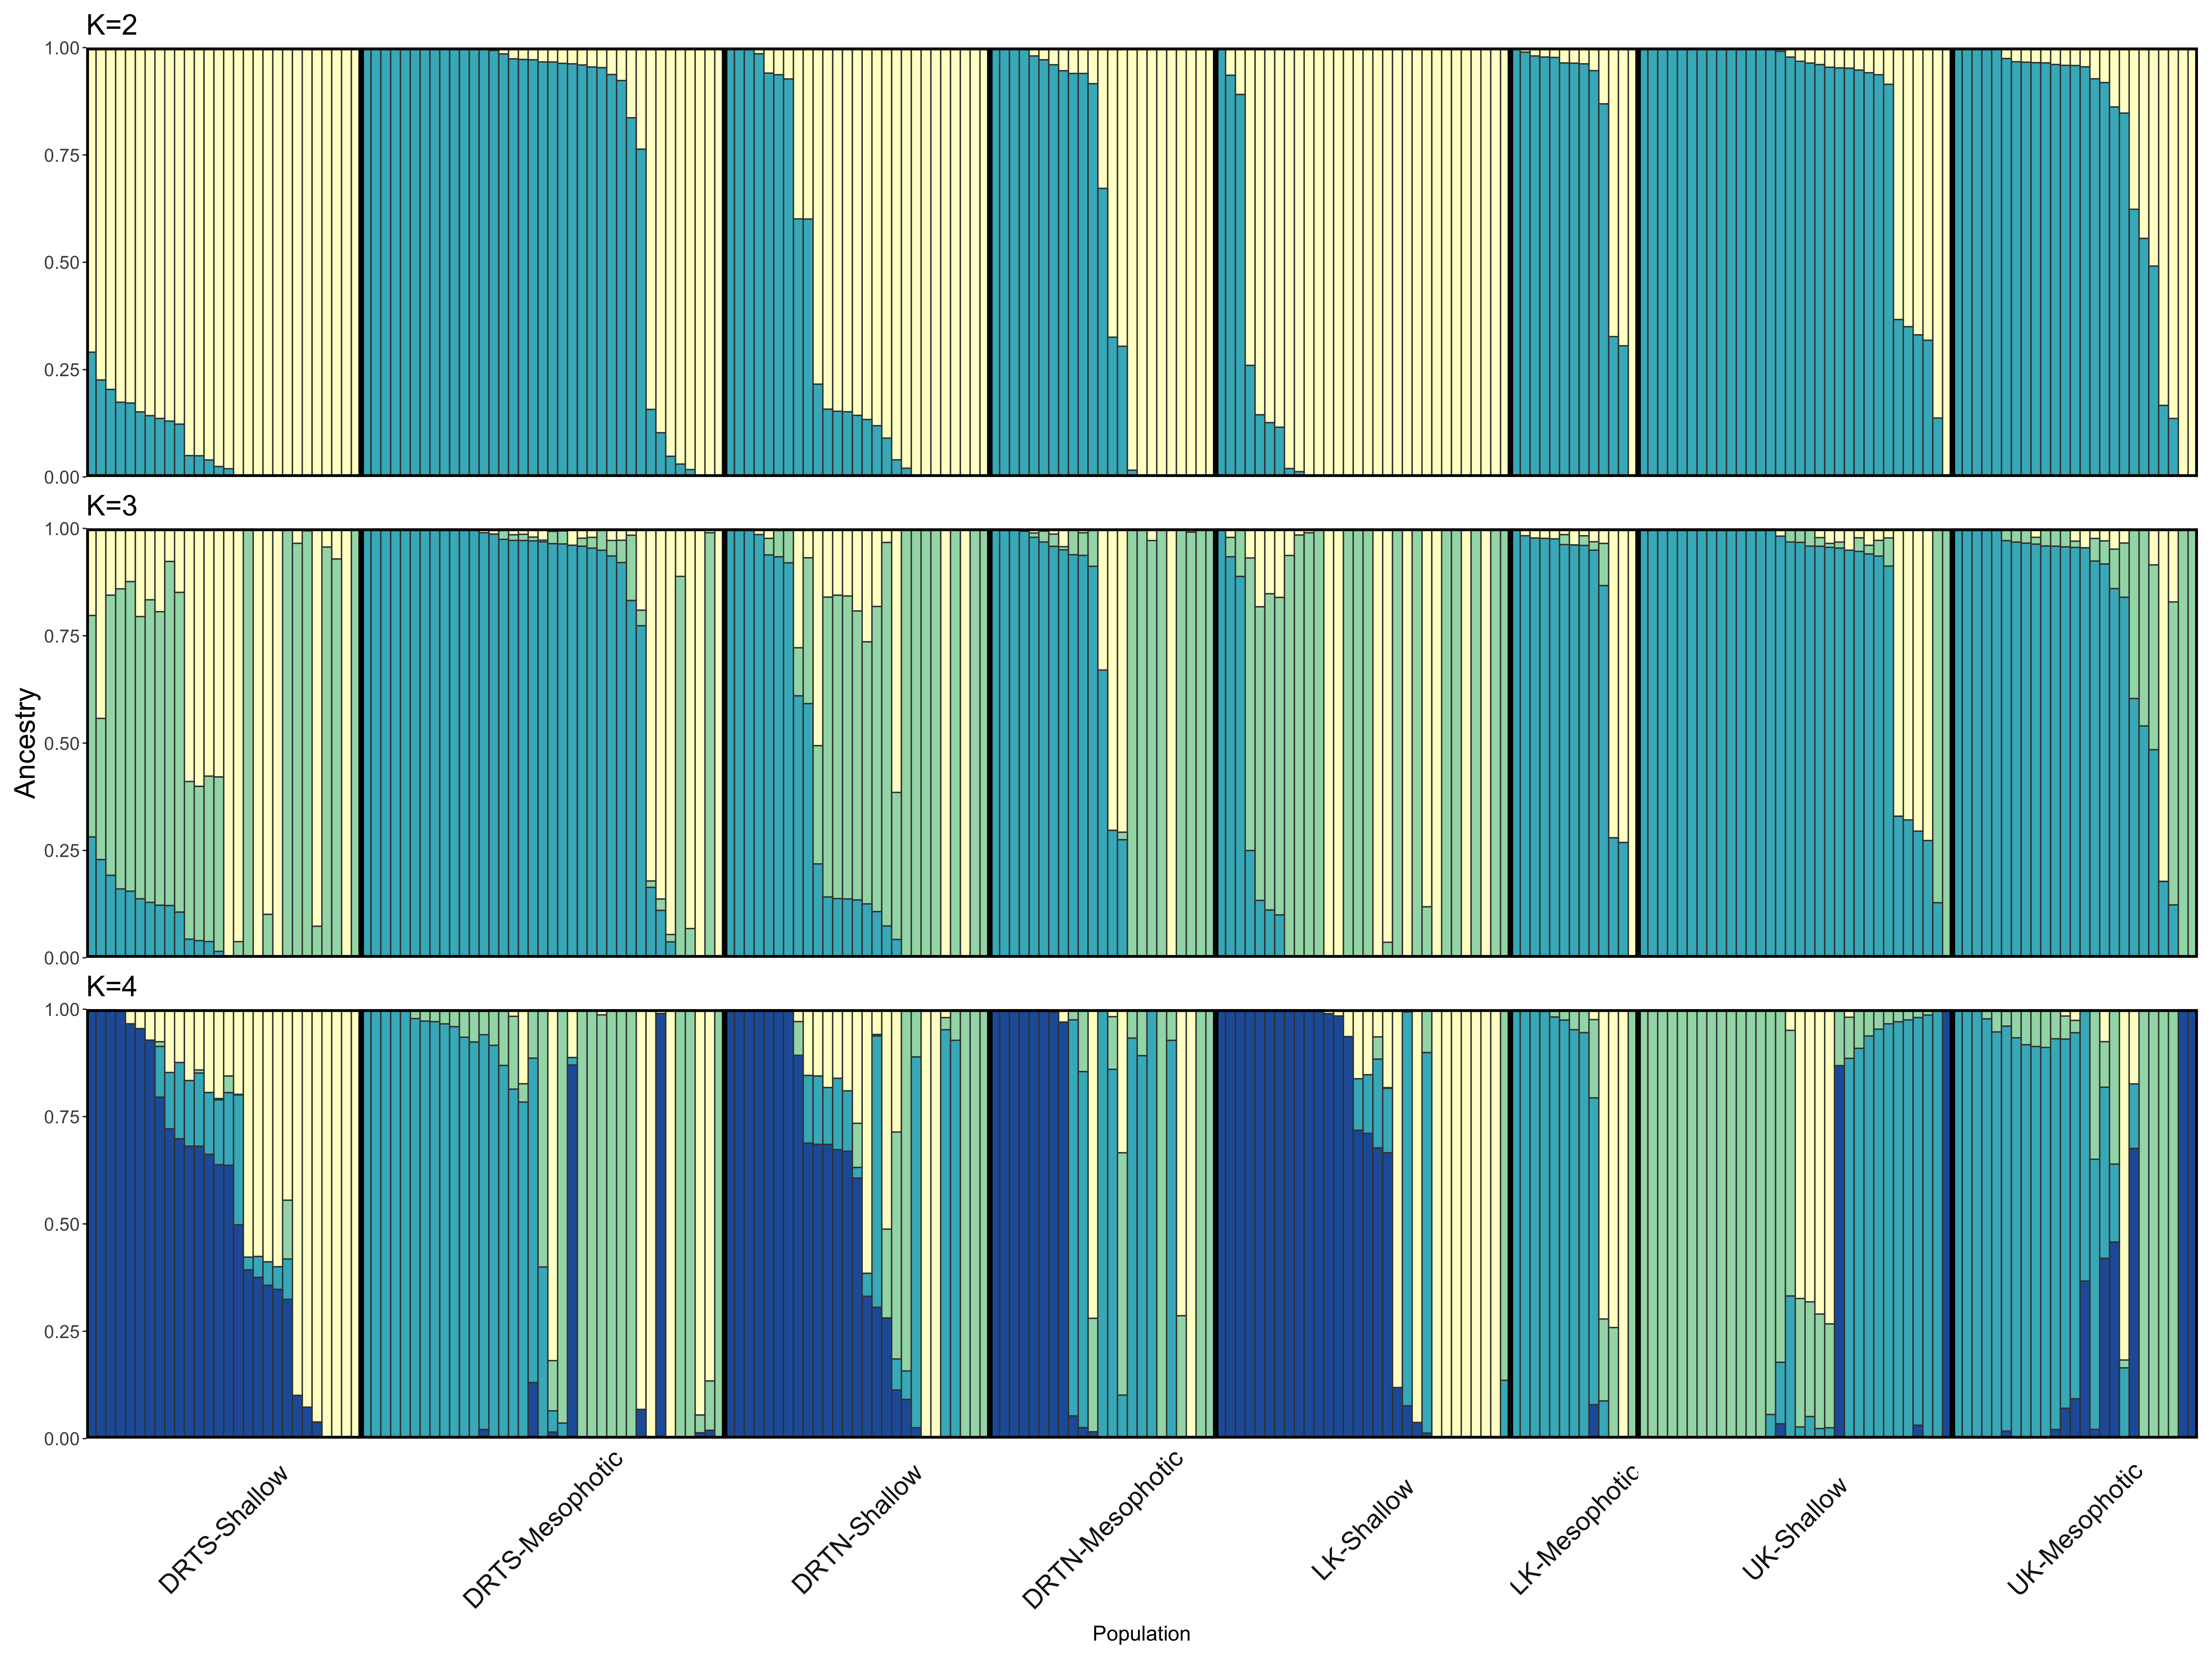 K=2
1.00
0.75
0.50
0.25
0.00
K=3
1.00
0.75
0.50
0.25
0.00
Ancestry
K=4
1.00
0.75
0.50
0.25
0.00
DRTS-Shallow
DRTS-Mesophotic
DRTN-Shallow
DRTN-Mesophotic
LK-Shallow
LK-Mesophotic
UK-Shallow
UK-Mesophotic
Population